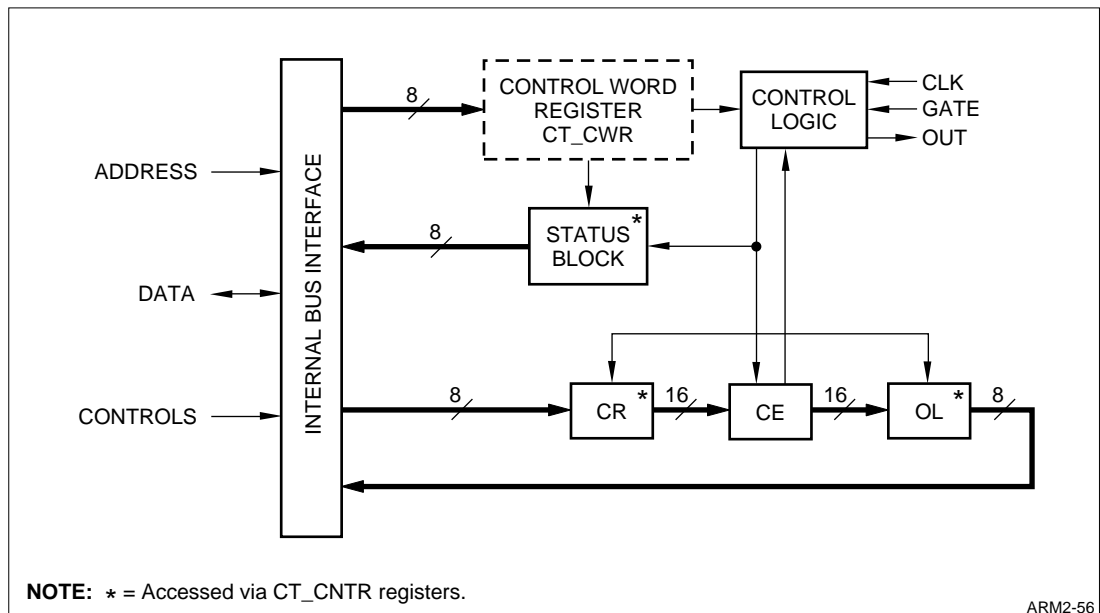 8
CONTROL WORD
REGISTER
CT_CWR
CONTROL
LOGIC
CLK
GATE
OUT
ADDRESS
INTERNAL BUS INTERFACE
8
STATUS
BLOCK
*
DATA
CONTROLS
8
CR
*
16
CE
16
OL
*
8
NOTE: * = Accessed via CT_CNTR registers.
ARM2-56